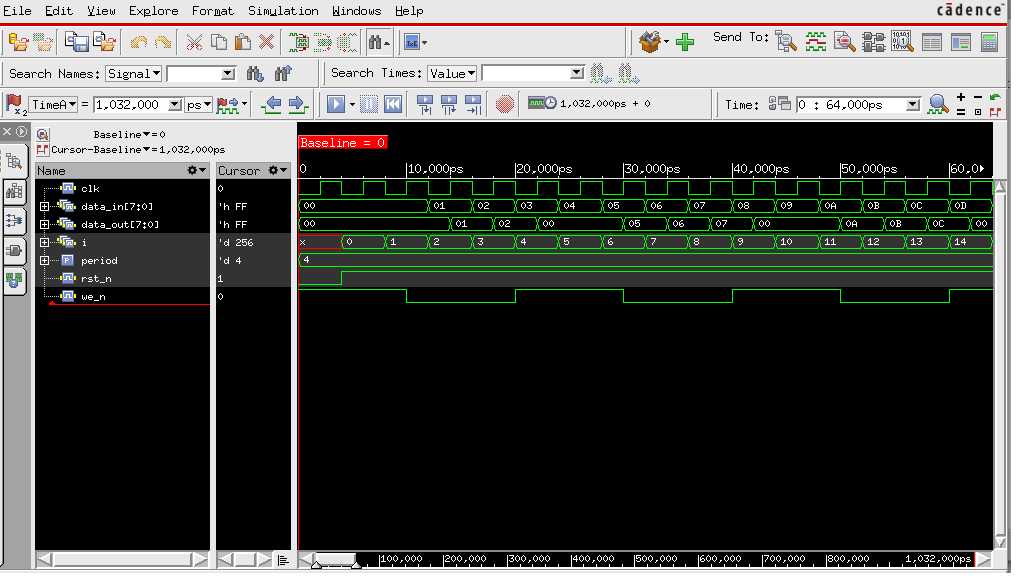 File Edit View Explore Format Simulation Windows Help cādence™
Send To:
Search Names: Signal▾ Search Times: Value▾
TimeA▾ = 1,032,000 ps▾ 1,032,000ps + 0 Time: 0 : 64,000ps
Baseline▾=0
Cursor-Baseline▾=1,032,000ps
Baseline = 0
Name Cursor 0 10,000ps 20,000ps 30,000ps 40,000ps 50,000ps 60,0
clk 0
data_in[7:0] 'h FF 00 01 02 03 04 05 06 07 08 09 0A 0B 0C 0D
data_out[7:0] 'h FF 00 01 02 00 05 06 07 00 0A 0B 0C 00
i 'd 256 x 0 1 2 3 4 5 6 7 8 9 10 11 12 13 14
period 'd 4 4
rst_n 1
we_n 0
100,000 200,000 300,000 400,000 500,000 600,000 700,000 800,000 1,032,000ps